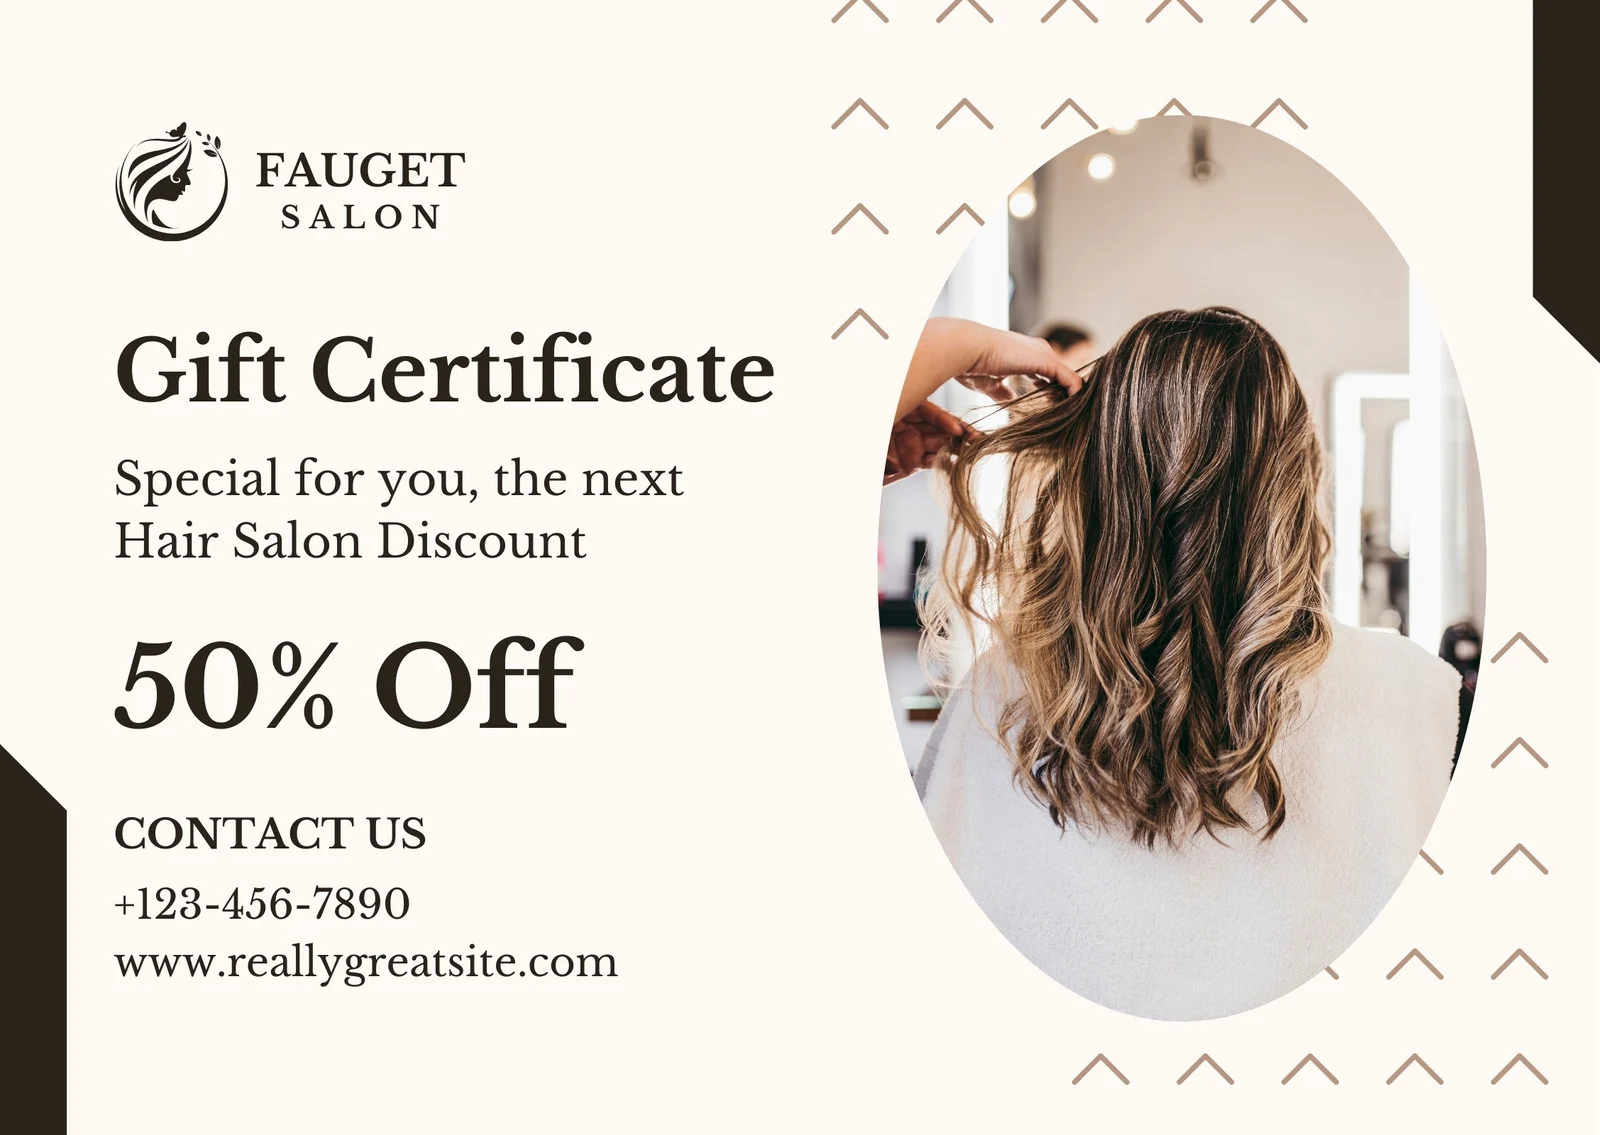 FAUGET
SALON
Gift Certificate
Special for you, the next
Hair Salon Discount
50% Off
CONTACT US
+123-456-7890
www.reallygreatsite.com